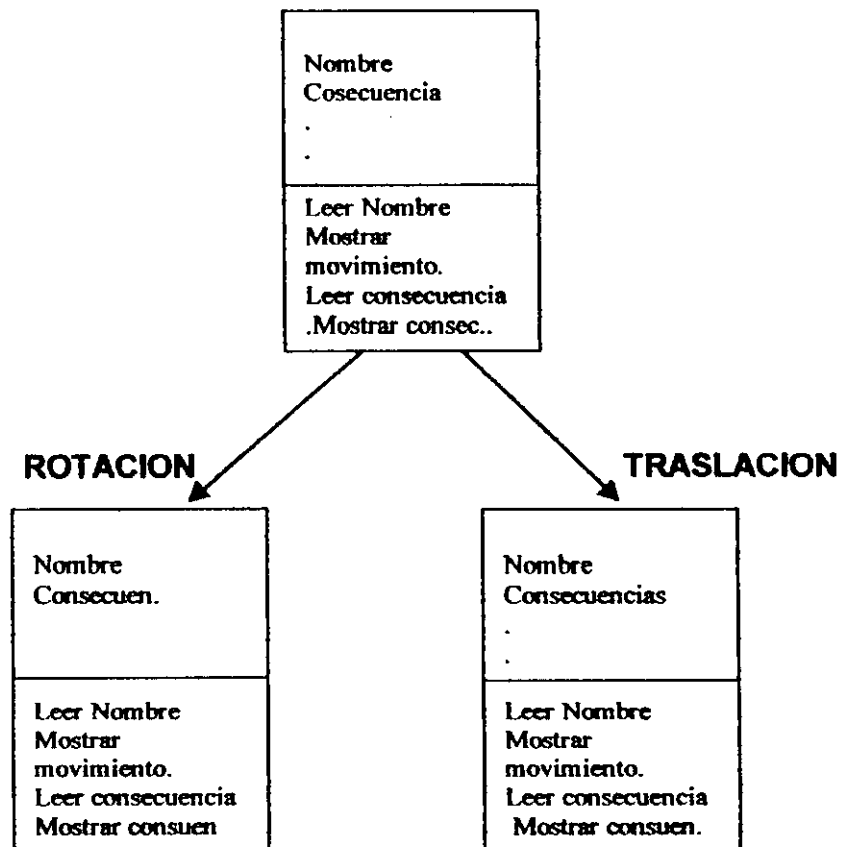 Nombre
Cosecuencia
.
.
Leer Nombre
Mostrar
movimiento.
Leer consecuencia
.Mostrar consec..
ROTACION
TRASLACION
Nombre
Consecuen.
Leer Nombre
Mostrar
movimiento.
Leer consecuencia
Mostrar consuen
Nombre
Consecuencias
.
.
Leer Nombre
Mostrar
movimiento.
Leer consecuencia
Mostrar consuen.